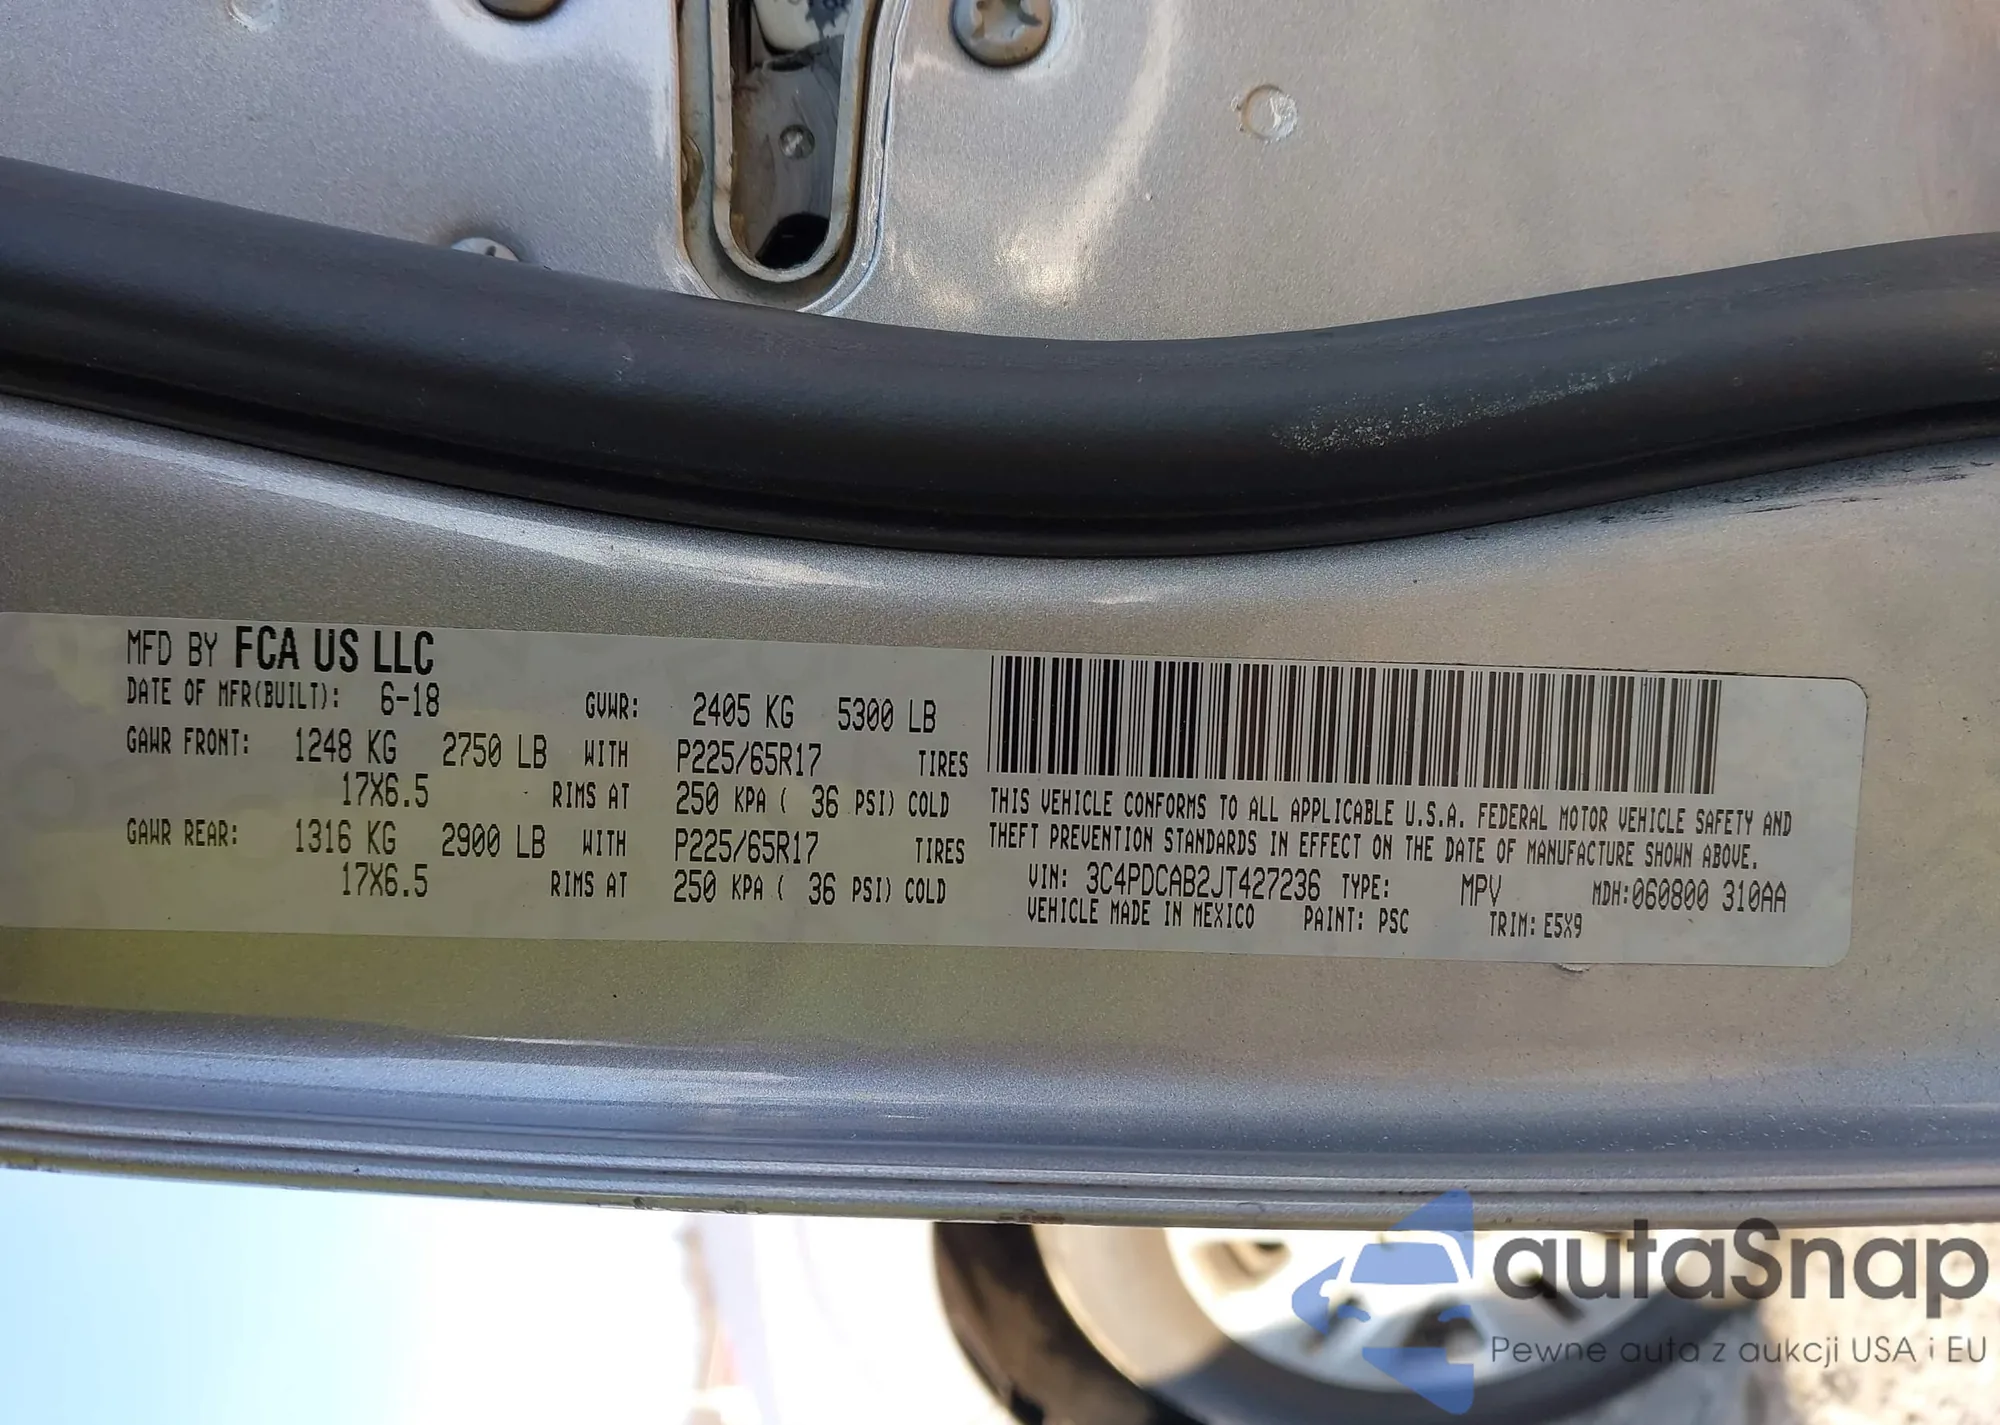 MFD BY FCA US LLC
DATE OF MFR(BUILT): 6-18 GVWR: 2405 KG 5300 LB
GAWR FRONT: 1248 KG 2750 LB WITH P225/65R17 TIRES
17X6.5 RIMS AT 250 KPA ( 36 PSI) COLD
GAWR REAR: 1316 KG 2900 LB WITH P225/65R17 TIRES
17X6.5 RIMS AT 250 KPA ( 36 PSI) COLD
THIS VEHICLE CONFORMS TO ALL APPLICABLE U.S.A. FEDERAL MOTOR VEHICLE SAFETY AND
THEFT PREVENTION STANDARDS IN EFFECT ON THE DATE OF MANUFACTURE SHOWN ABOVE.
VIN: 3C4PDCAB2JT427236 TYPE: MPV MDH:060800 310AA
VEHICLE MADE IN MEXICO PAINT: PSC TRIM: E5X9
autaSnap
Pewne auta z aukcji USA i EU